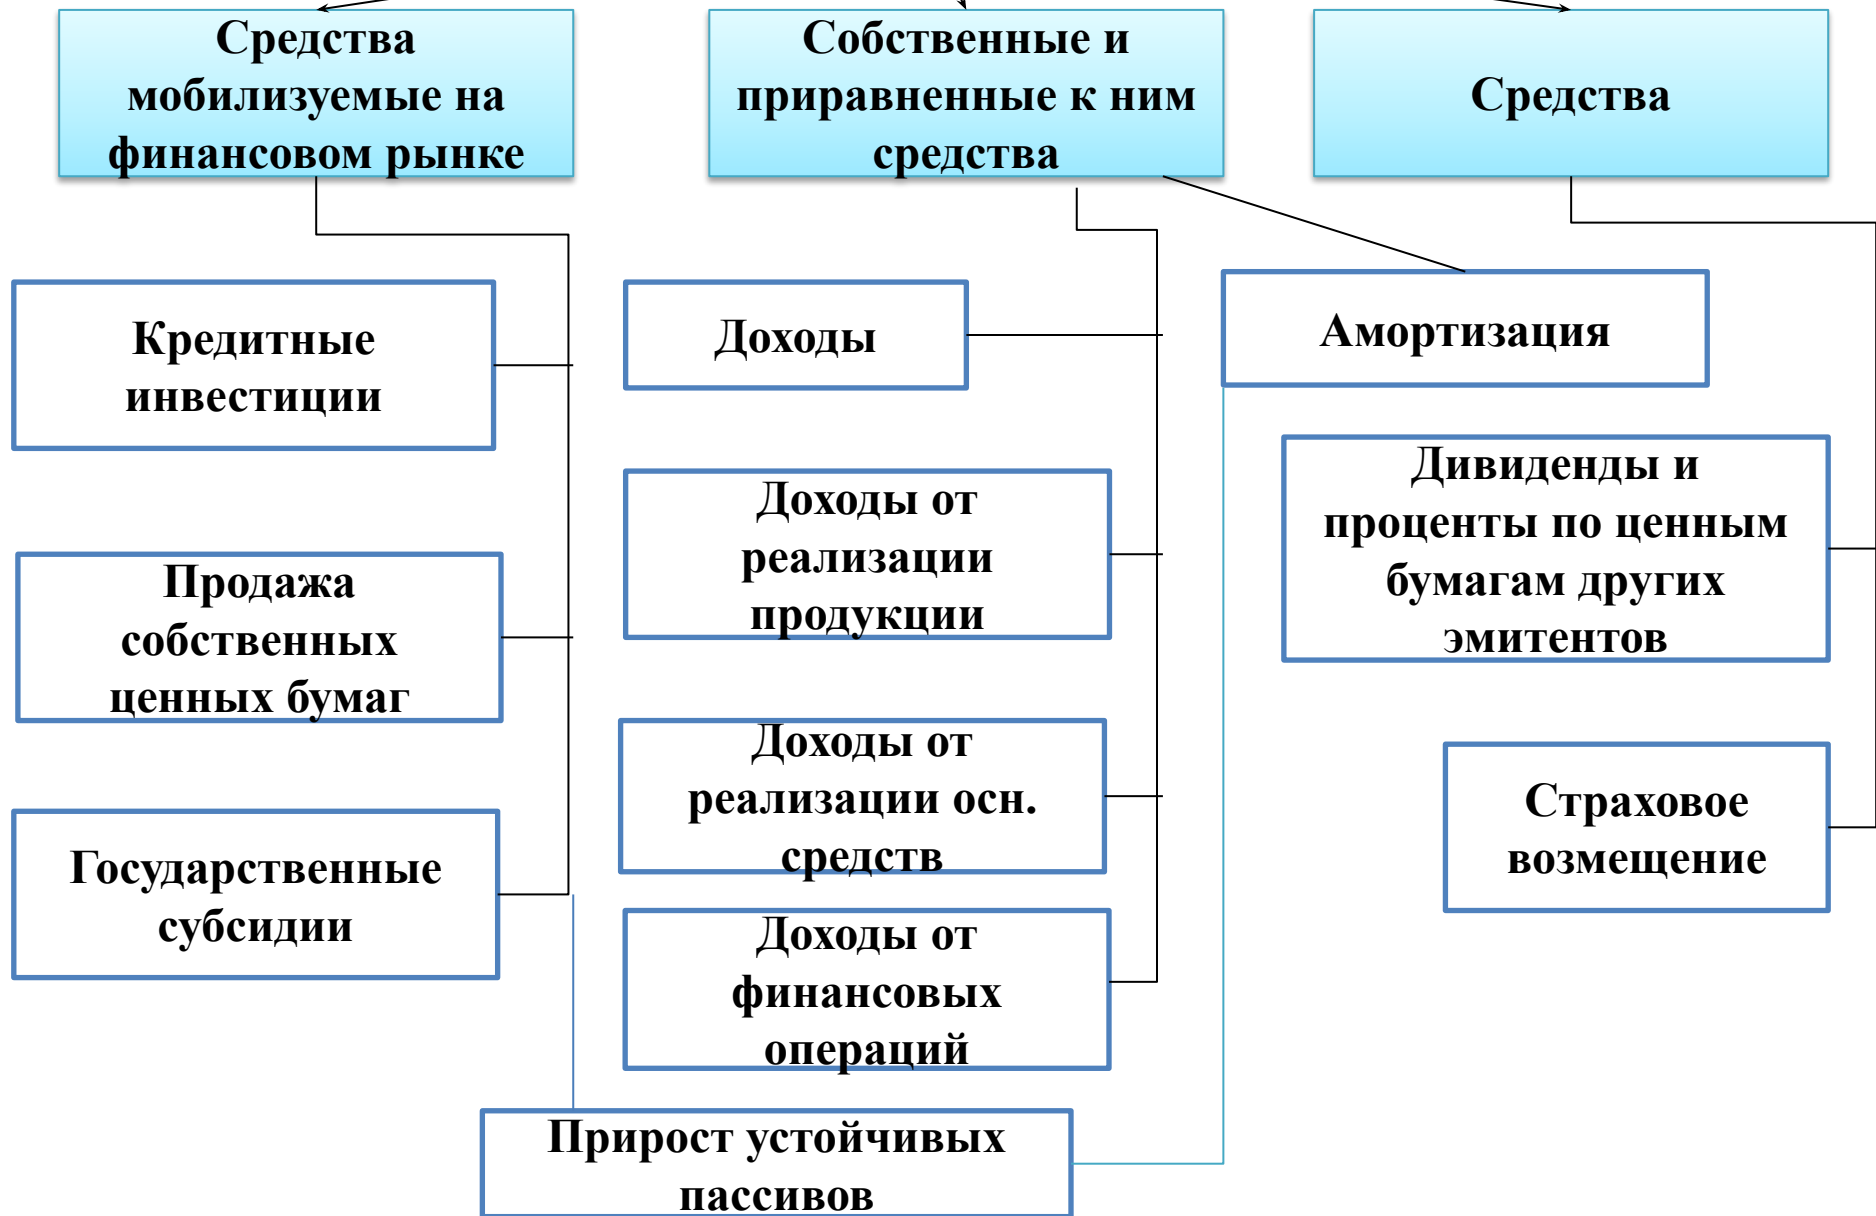 Средства
мобилизуемые на
финансовом рынке
Собственные и
приравненные к ним
средства
Средства
Кредитные
инвестиции
Доходы
Амортизация
Доходы от
реализации
продукции
Дивиденды и
проценты по ценным
бумагам других
эмитентов
Продажа
собственных
ценных бумаг
Доходы от
реализации осн.
средств
Страховое
возмещение
Государственные
субсидии
Доходы от
финансовых
операций
Прирост устойчивых
пассивов